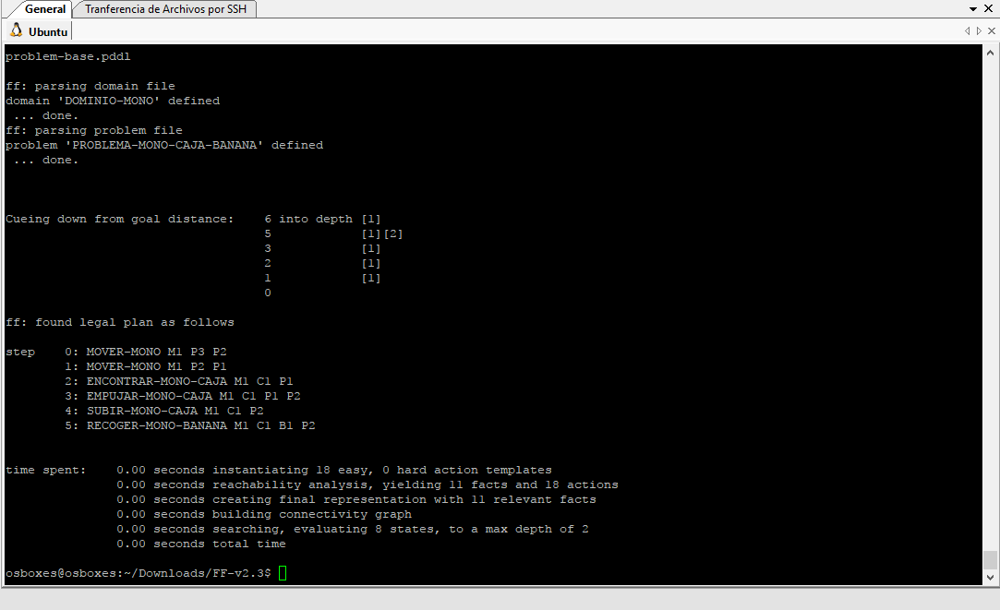 General Tranferencia de Archivos por SSH
Ubuntu
problem-base.pddl
ff: parsing domain file
domain 'DOMINIO-MONO' defined
... done.
ff: parsing problem file
problem 'PROBLEMA-MONO-CAJA-BANANA' defined
... done.
Cueing down from goal distance: 6 into depth [1]
5 [1][2]
3 [1]
2 [1]
1 [1]
0
ff: found legal plan as follows
step 0: MOVER-MONO M1 P3 P2
1: MOVER-MONO M1 P2 P1
2: ENCONTRAR-MONO-CAJA M1 C1 P1
3: EMPUJAR-MONO-CAJA M1 C1 P1 P2
4: SUBIR-MONO-CAJA M1 C1 P2
5: RECOGER-MONO-BANANA M1 C1 B1 P2
time spent: 0.00 seconds instantiating 18 easy, 0 hard action templates
0.00 seconds reachability analysis, yielding 11 facts and 18 actions
0.00 seconds creating final representation with 11 relevant facts
0.00 seconds building connectivity graph
0.00 seconds searching, evaluating 8 states, to a max depth of 2
0.00 seconds total time
osboxes@osboxes:~/Downloads/FF-v2.3$